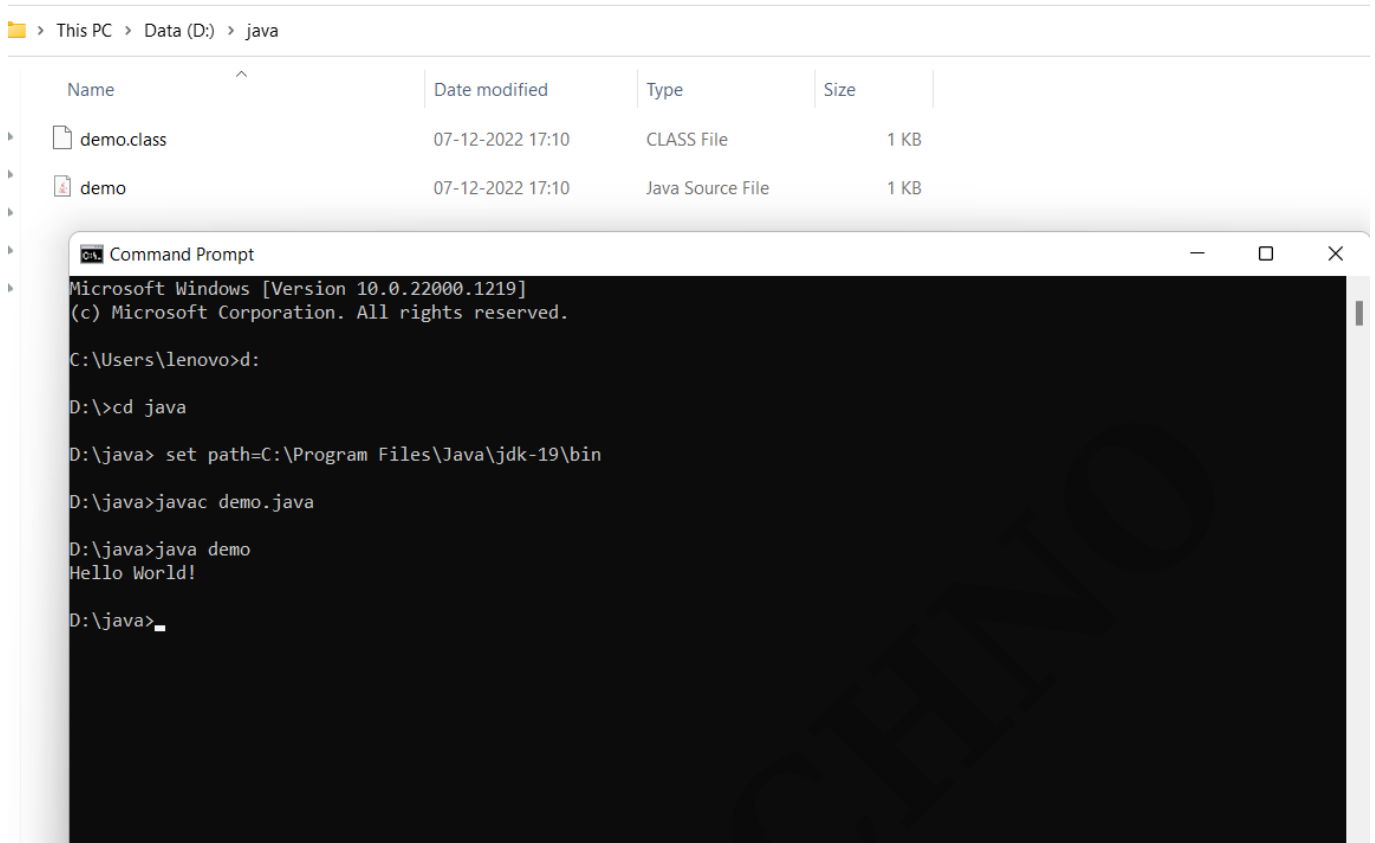 This PC > Data (D:) > java
Name Date modified Type Size
demo.class 07-12-2022 17:10 CLASS File 1 KB
demo 07-12-2022 17:10 Java Source File 1 KB
Command Prompt
Microsoft Windows [Version 10.0.22000.1219]
(c) Microsoft Corporation. All rights reserved.
C:\Users\lenovo>d:
D:\>cd java
D:\java> set path=C:\Program Files\Java\jdk-19\bin
D:\java>javac demo.java
D:\java>java demo
Hello World!
D:\java>